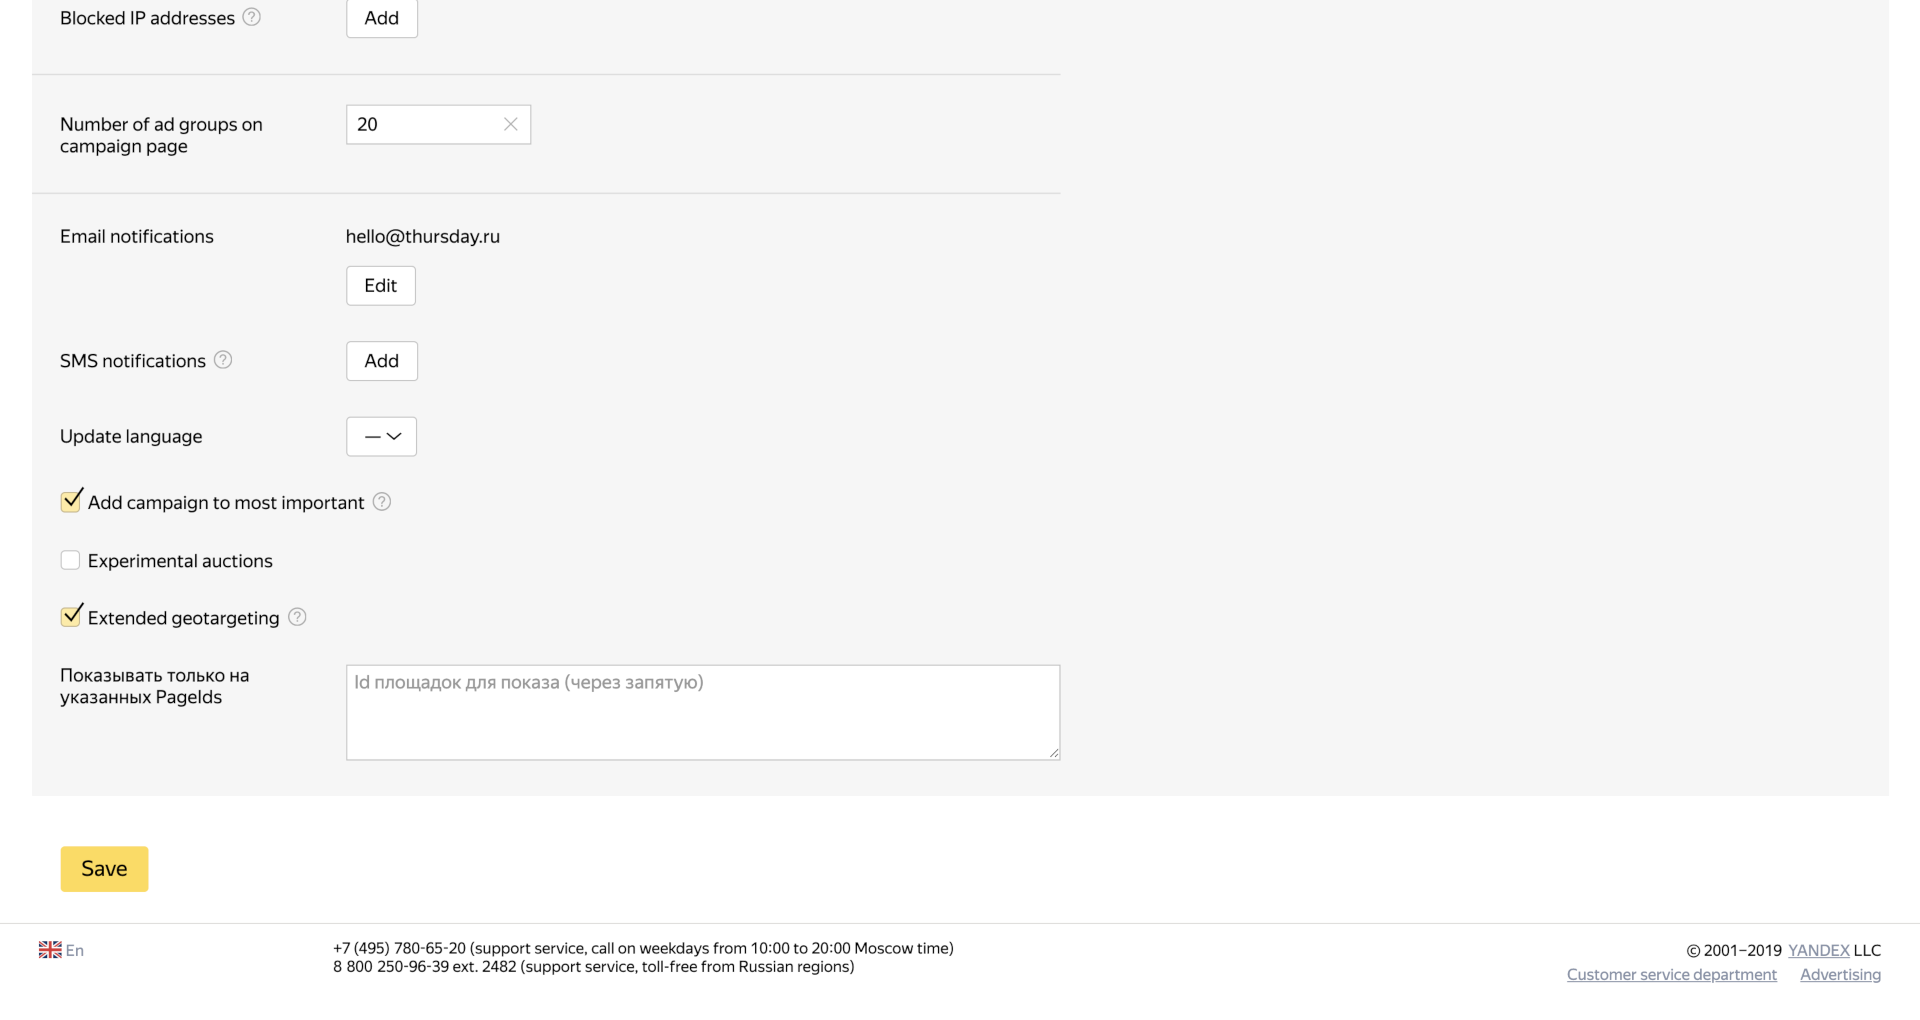 Blocked IP addresses ?
Add
Number of ad groups on
campaign page
20
Email notifications
hello@thursday.ru
Edit
SMS notifications ?
Add
Update language
—
Add campaign to most important ?
Experimental auctions
Extended geotargeting ?
Показывать только на
указанных PageIds
Id площадок для показа (через запятую)
Save
En
+7 (495) 780-65-20 (support service, call on weekdays from 10:00 to 20:00 Moscow time)
8 800 250-96-39 ext. 2482 (support service, toll-free from Russian regions)
© 2001–2019 YANDEX LLC
Customer service department Advertising